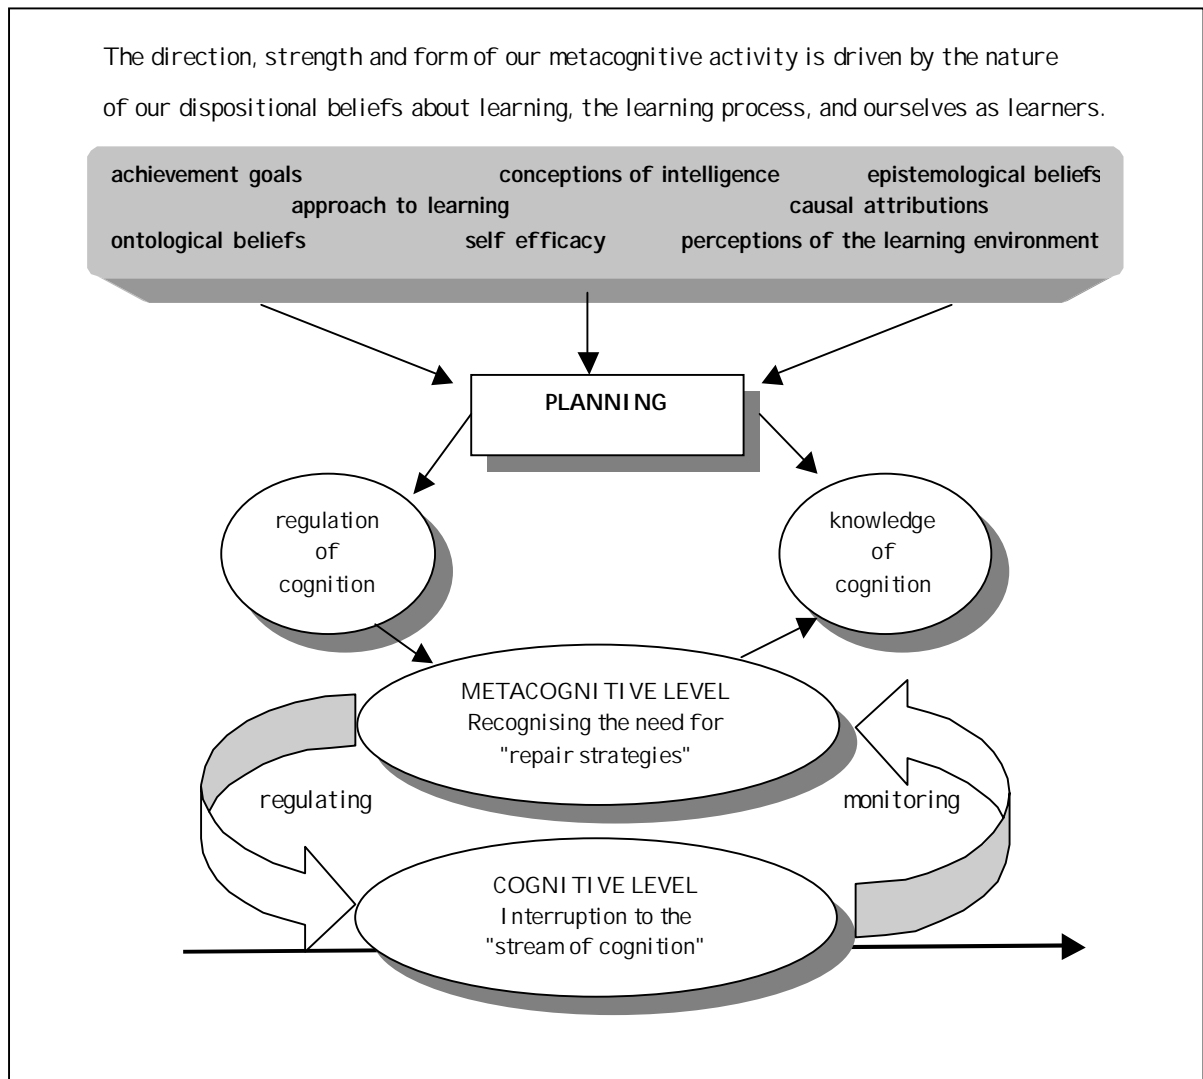 The direction, strength and form of our metacognitive activity is driven by the nature
of our dispositional beliefs about learning, the learning process, and ourselves as learners.
achievement goals conceptions of intelligence epistemological beliefs
approach to learning causal attributions
ontological beliefs self efficacy perceptions of the learning environment
PLANNING
regulation
of
cognition
knowledge
of
cognition
METACOGNITIVE LEVEL
Recognising the need for
"repair strategies"
regulating
monitoring
COGNITIVE LEVEL
Interruption to the
"stream of cognition"